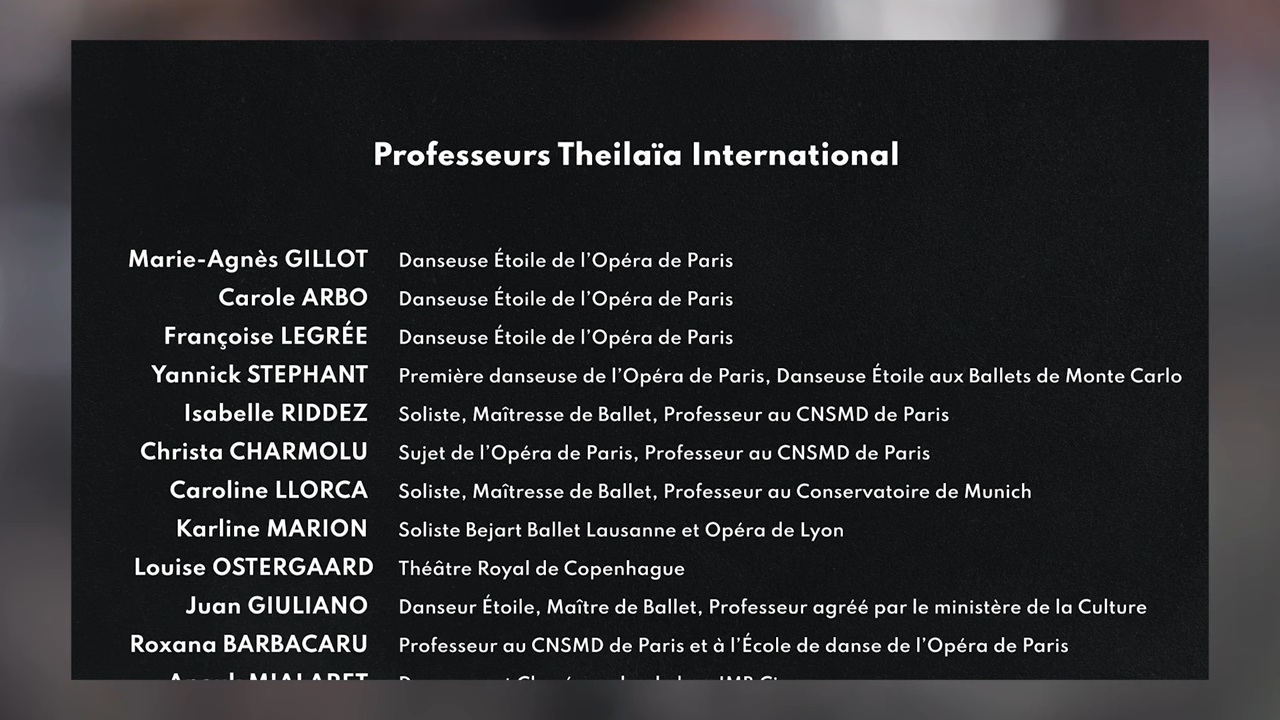 Professeurs Theilaïa International
Marie-Agnès GILLOT Danseuse Étoile de l'Opéra de Paris
Carole ARBO Danseuse Étoile de l'Opéra de Paris
Françoise LEGRÉE Danseuse Étoile de l'Opéra de Paris
Yannick STEPHANT Première danseuse de l'Opéra de Paris, Danseuse Étoile aux Ballets de Monte Carlo
Isabelle RIDDEZ Soliste, Maîtresse de Ballet, Professeur au CNSMD de Paris
Christa CHARMOLU Sujet de l'Opéra de Paris, Professeur au CNSMD de Paris
Caroline LLORCA Soliste, Maîtresse de Ballet, Professeur au Conservatoire de Munich
Karline MARION Soliste Bejart Ballet Lausanne et Opéra de Lyon
Louise OSTERGAARD Théâtre Royal de Copenhague
Juan GIULIANO Danseur Étoile, Maître de Ballet, Professeur agréé par le ministère de la Culture
Roxana BARBACARU Professeur au CNSMD de Paris et à l'École de danse de l'Opéra de Paris